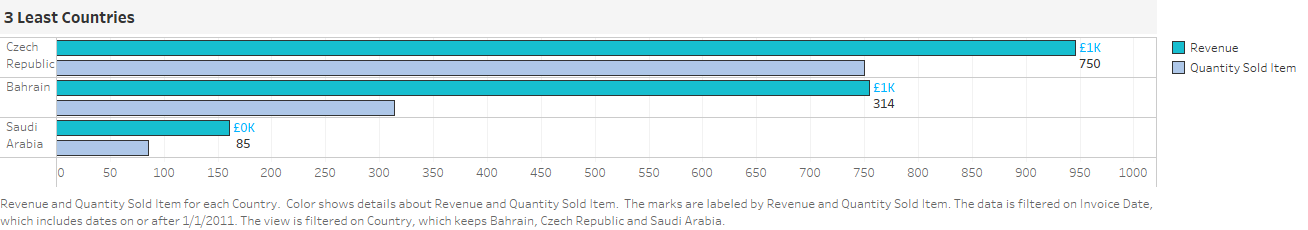 3 Least Countries
Czech
Republic
£1K
750
Bahrain
£1K
314
Saudi
Arabia
£0K
85
0 50 100 150 200 250 300 350 400 450 500 550 600 650 700 750 800 850 900 950 1000
Revenue
Quantity Sold Item
Revenue and Quantity Sold Item for each Country.  Color shows details about Revenue and Quantity Sold Item.  The marks are labeled by Revenue and Quantity Sold Item. The data is filtered on Invoice Date,
which includes dates on or after 1/1/2011. The view is filtered on Country, which keeps Bahrain, Czech Republic and Saudi Arabia.